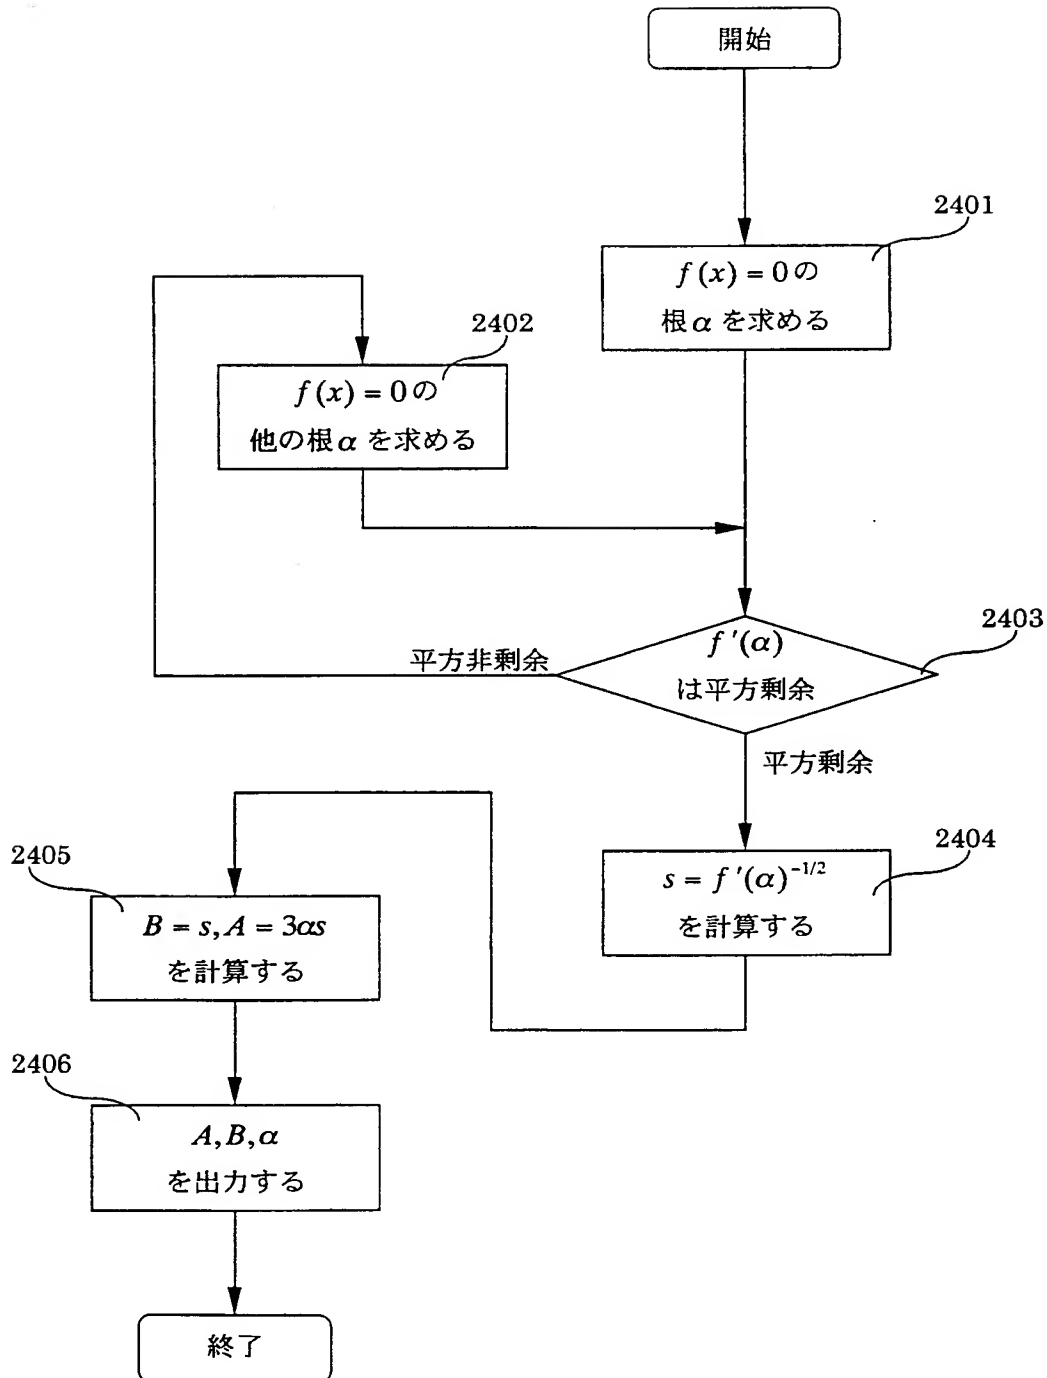 開始
2401
f(x) = 0の
根αを求める
2402
f(x) = 0の
他の根αを求める
2403
f'(α)
は平方剰余
平方非剰余
平方剰余
2404
s = f'(α)^{-1/2}
を計算する
2405
B = s, A = 3αs
を計算する
2406
A, B, α
を出力する
終了